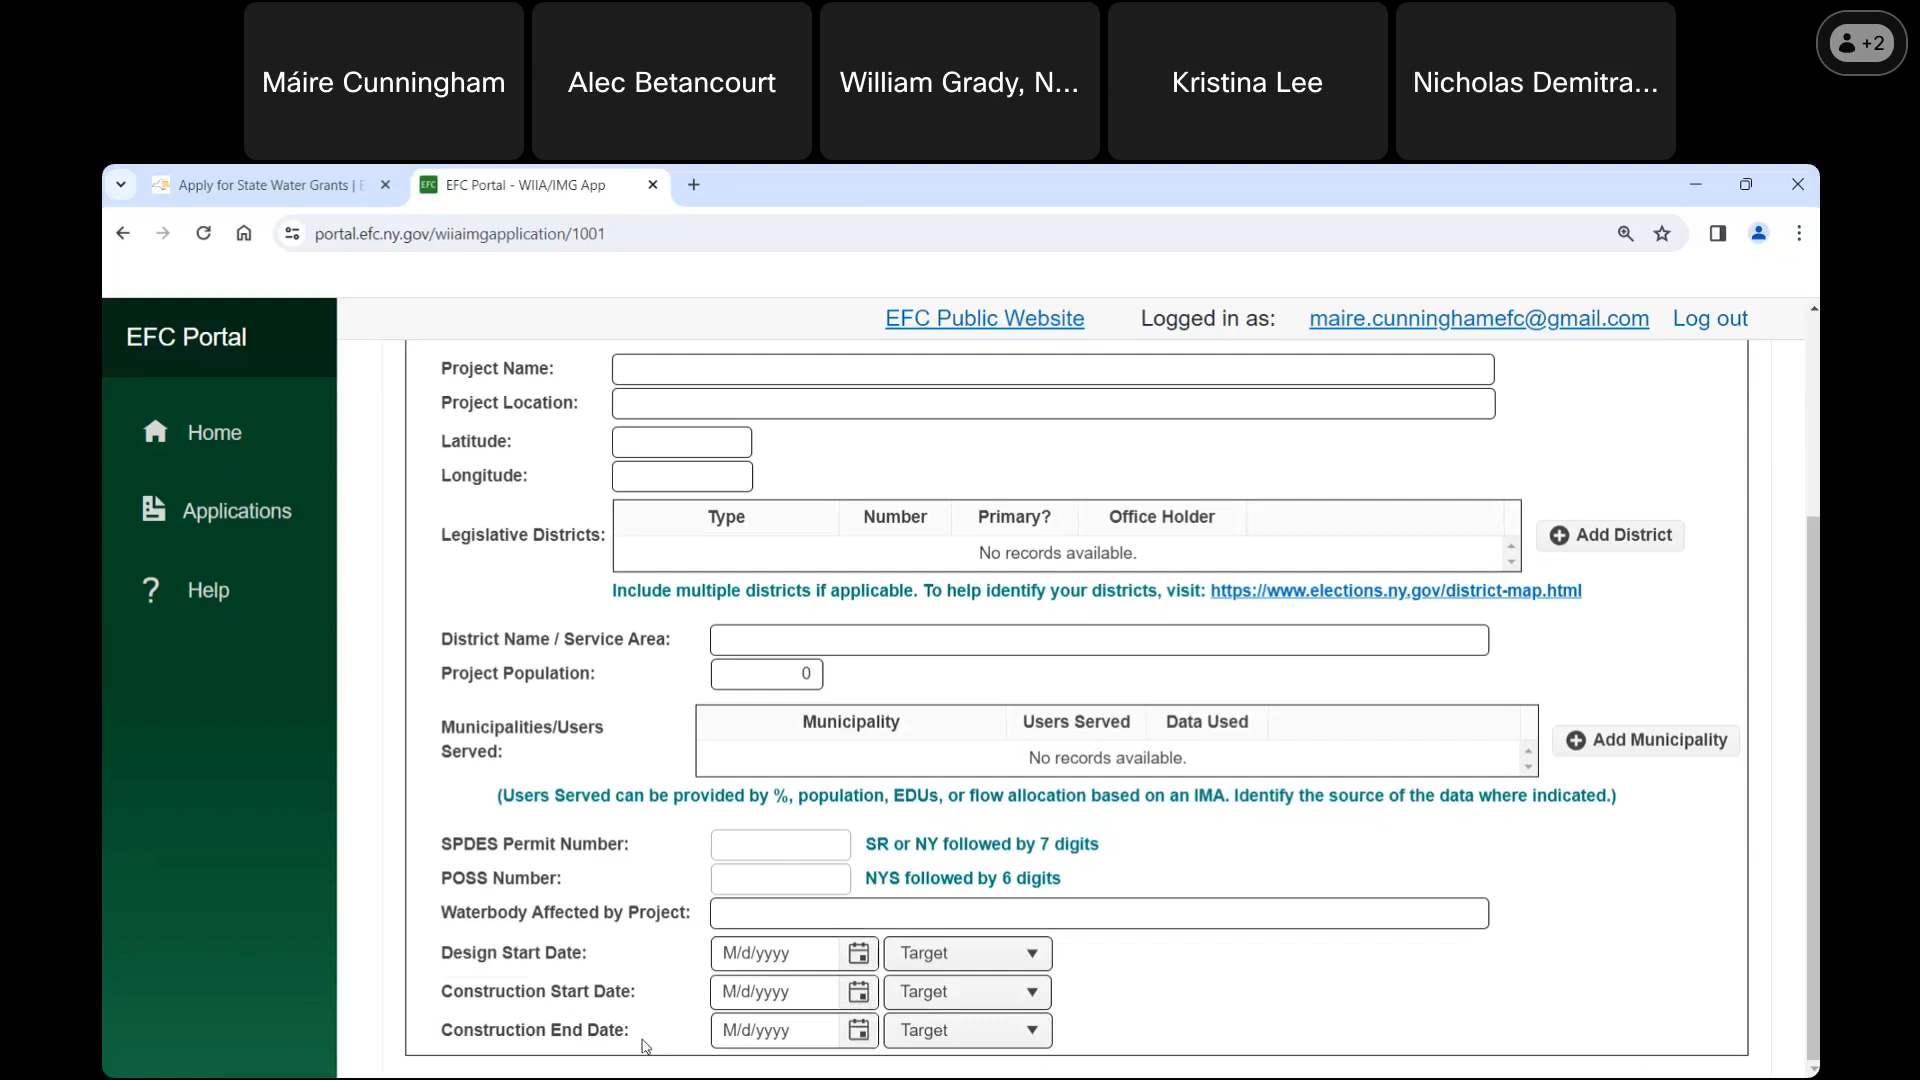 Máire Cunningham
Alec Betancourt
William Grady, N...
Kristina Lee
Nicholas Demitra...
+2
Apply for State Water Grants | E
EFC
EFC Portal - WIIA/IMG App
portal.efc.ny.gov/wiiaimgapplication/1001
EFC Portal
EFC Public Website
Logged in as:
maire.cunninghamefc@gmail.com
Log out
Home
Applications
? Help
Project Name:
Project Location:
Latitude:
Longitude:
Legislative Districts:
Type Number Primary? Office Holder
No records available.
Add District
Include multiple districts if applicable. To help identify your districts, visit: https://www.elections.ny.gov/district-map.html
District Name / Service Area:
Project Population: 0
Municipalities/Users
Served:
Municipality Users Served Data Used
No records available.
Add Municipality
(Users Served can be provided by %, population, EDUs, or flow allocation based on an IMA. Identify the source of the data where indicated.)
SPDES Permit Number: SR or NY followed by 7 digits
POSS Number: NYS followed by 6 digits
Waterbody Affected by Project:
Design Start Date: M/d/yyyy Target
Construction Start Date: M/d/yyyy Target
Construction End Date: M/d/yyyy Target